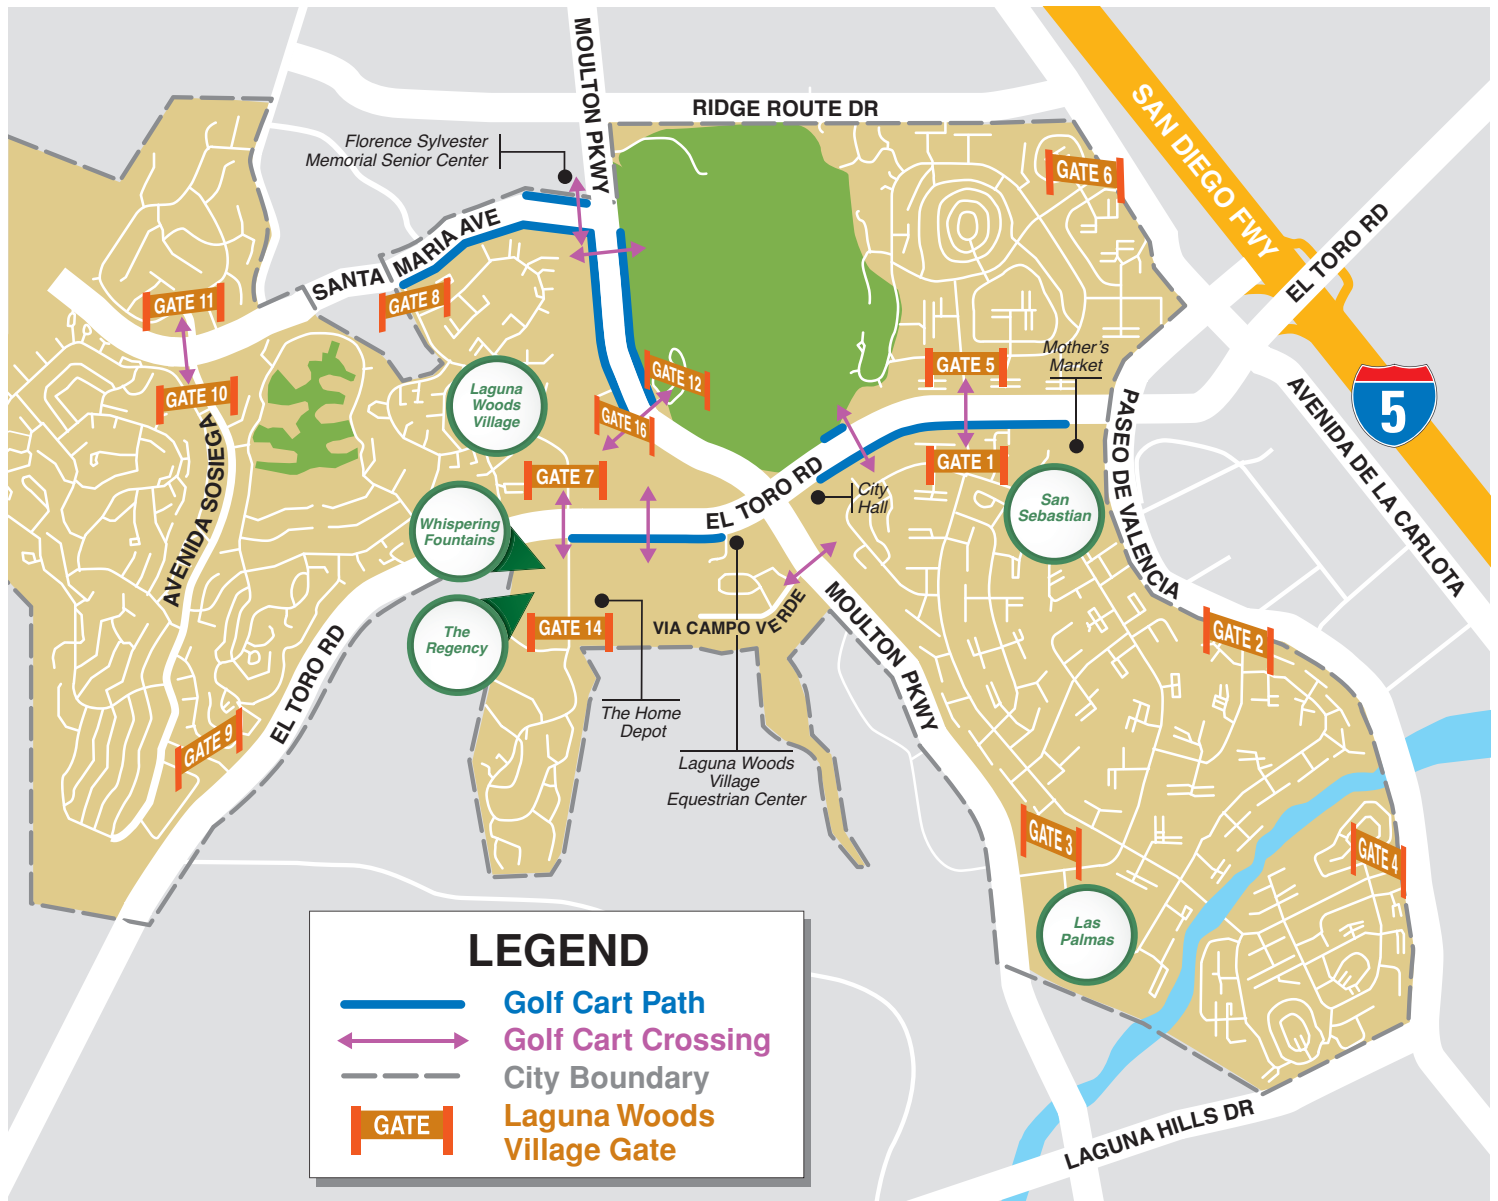 MOULTON PKWY
RIDGE ROUTE DR
SAN DIEGO FWY
Florence Sylvester
Memorial Senior Center
GATE 6
EL TORO RD
SANTA MARIA AVE
GATE 11
GATE 8
GATE 10
Laguna
Woods
Village
GATE 12
GATE 16
GATE 5
Mother's
Market
5
AVENIDA DE LA CARLOTA
PASEO DE VALENCIA
AVENIDA SOSIEGA
GATE 7
GATE 1
EL TORO RD
City
Hall
San
Sebastian
Whispering
Fountains
The
Regency
GATE 14
VIA CAMPO VERDE
MOULTON PKWY
GATE 2
EL TORO RD
GATE 9
The Home
Depot
Laguna Woods
Village
Equestrian Center
GATE 3
GATE 4
Las
Palmas
LEGEND
Golf Cart Path
Golf Cart Crossing
City Boundary
GATE
Laguna Woods
Village Gate
LAGUNA HILLS DR